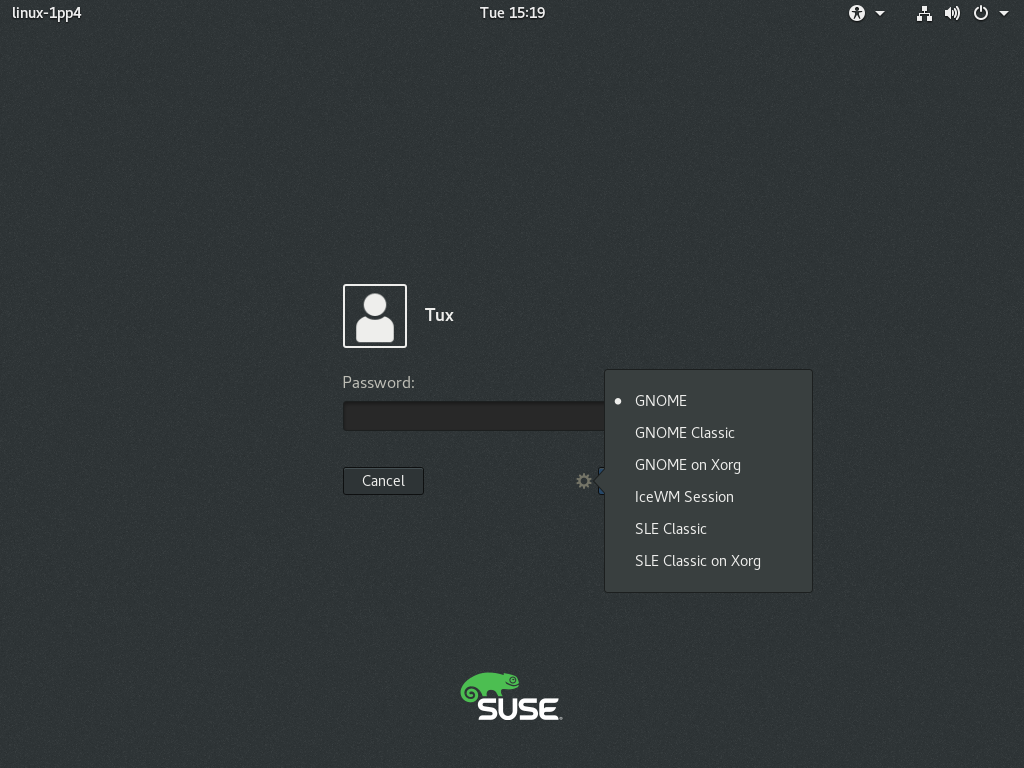 linux-1pp4
Tue 15:19
Tux
Password:
GNOME
GNOME Classic
GNOME on Xorg
Cancel
IceWM Session
SLE Classic
SLE Classic on Xorg
SUSE